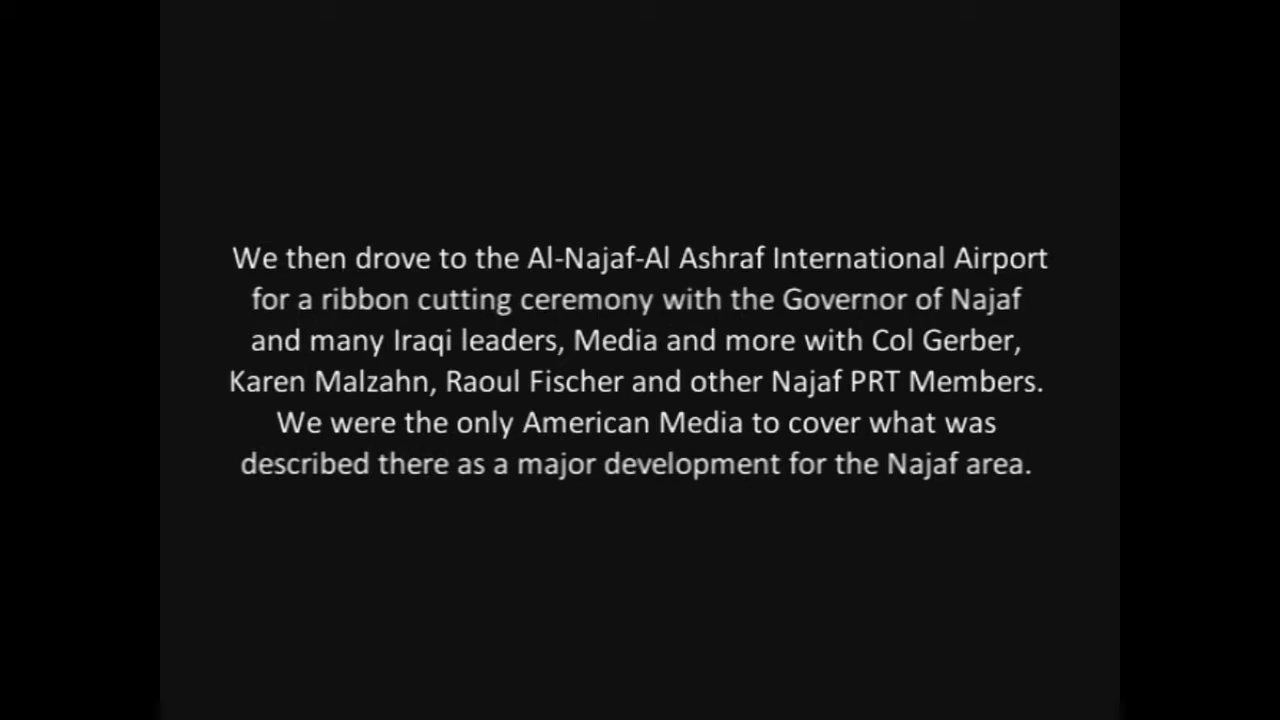 We then drove to the Al-Najaf-Al Ashraf International Airport
for a ribbon cutting ceremony with the Governor of Najaf
and many Iraqi leaders, Media and more with Col Gerber,
Karen Malzahn, Raoul Fischer and other Najaf PRT Members.
We were the only American Media to cover what was
described there as a major development for the Najaf area.